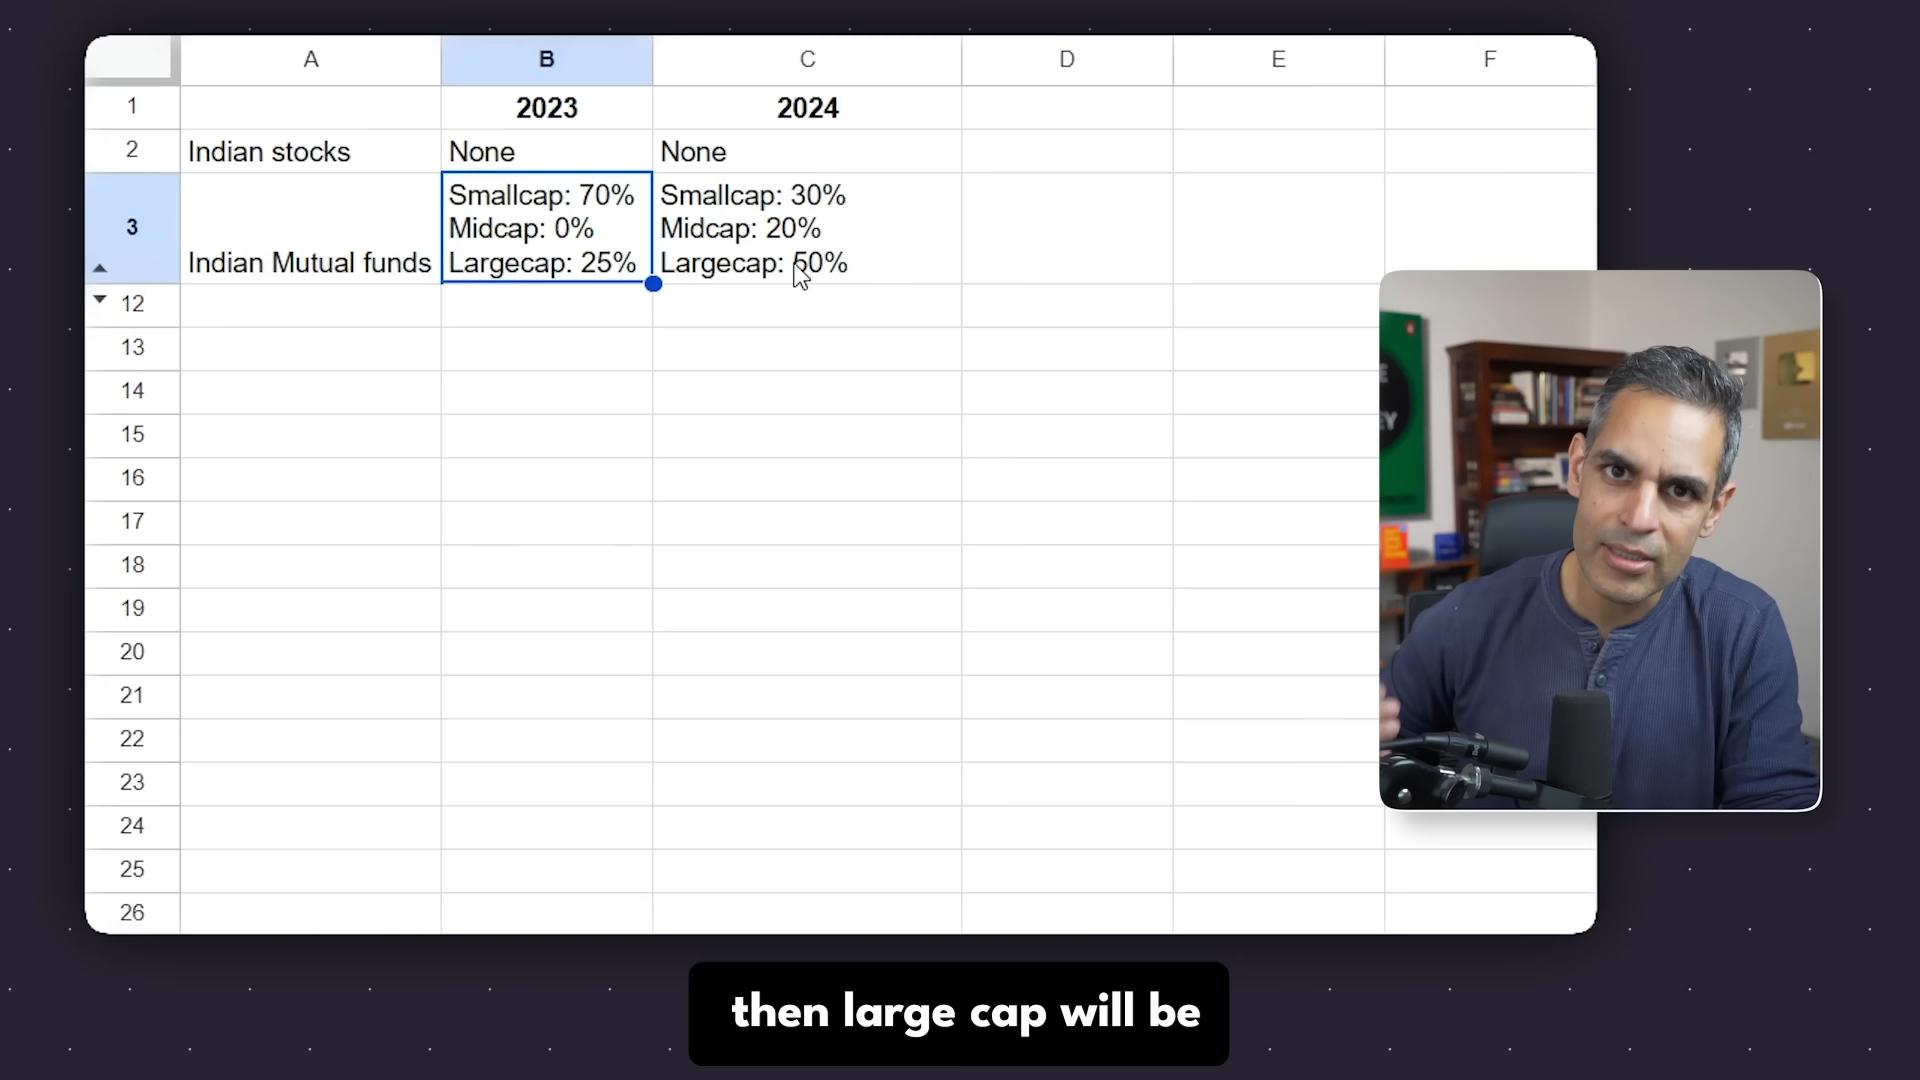 A B C D E F
1 2023 2024
2 Indian stocks None None
Smallcap: 70% Smallcap: 30%
3 Midcap: 0% Midcap: 20%
Indian Mutual funds Largecap: 25% Largecap: 50%
12
13
14
15
16
17
18
19
20
21
22
23
24
25
26
then large cap will be